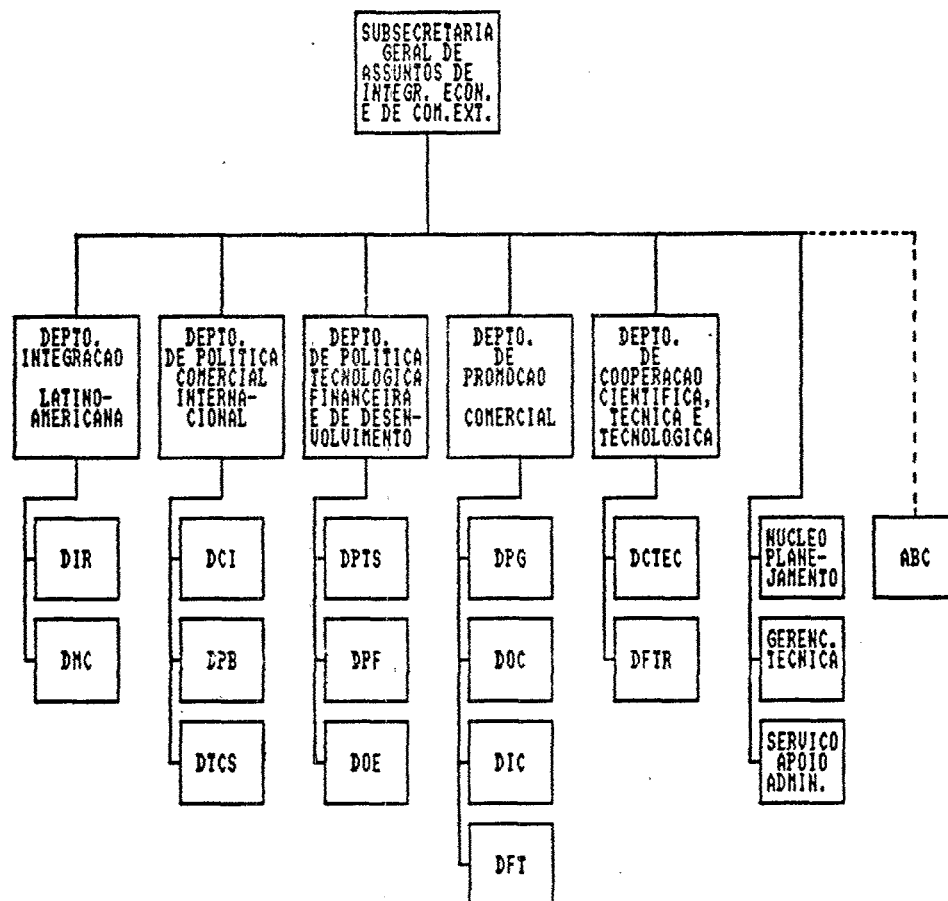 SUBSECRETARIA
GERAL DE
ASSUNTOS DE
INTEGR. ECON.
E DE COM.EXT.
DEPTO.
INTEGRACAO
LATINO-
AMERICANA
DEPTO.
DE POLITICA
COMERCIAL
INTERNA-
CIONAL
DEPTO.
DE POLITICA
TECNOLOGICA
FINANCEIRA
E DE DESEN-
VOLVIMENTO
DEPTO.
DE
PROMOCAO
COMERCIAL
DEPTO.
DE
COOPERACAO
CIENTIFICA,
TECNICA E
TECNOLOGICA
DIR
DMC
DCI
DPB
DTCS
DPTS
DPF
DOE
DPG
DOC
DIC
DFT
DCTEC
DFTR
NUCLEO
PLANE-
JAMENTO
GERENC.
TECNICA
SERVICO
APOIO
ADMIN.
ABC